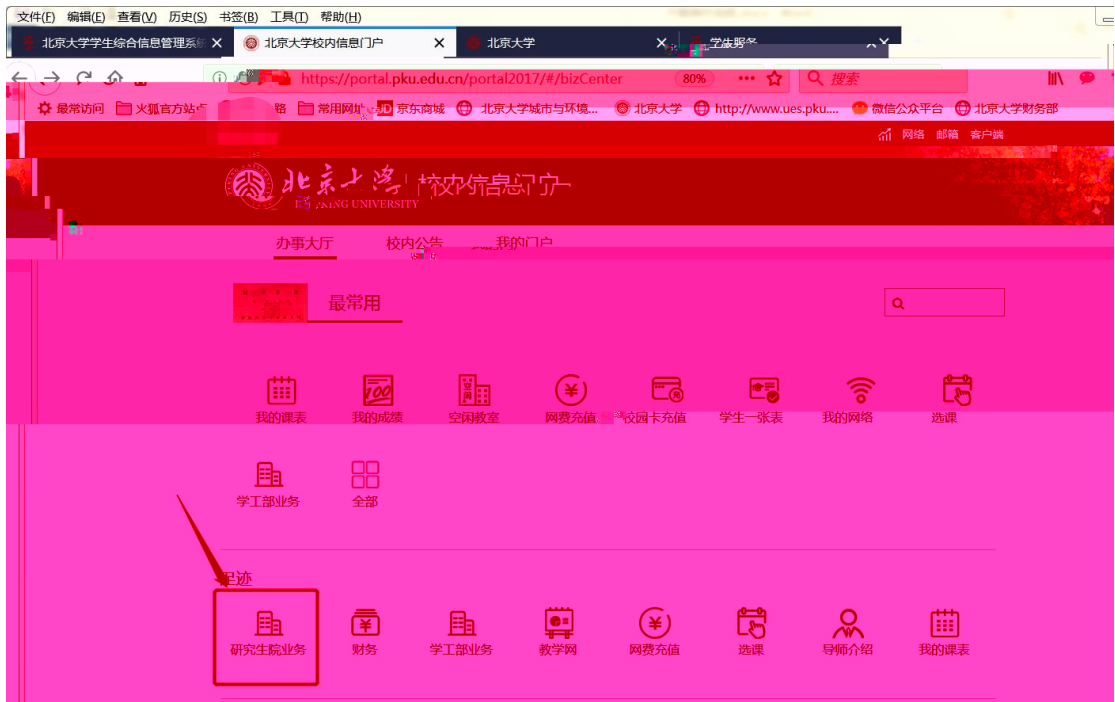 文件(F) 编辑(E) 查看(V) 历史(S) 书签(B) 工具(T) 帮助(H)
北京大学学生综合信息管理系统 北京大学校内信息门户 北京大学 学生服务
https://portal.pku.edu.cn/portal2017/#/bizCenter 80% 搜索
最常访问 火狐官方站点 路 常用网址 JD 京东商城 北京大学城市与环境... 北京大学 http://www.ues.pku.... 微信公众平台 北京大学财务部
网络 邮箱 客户端
北京大学 校内信息门户
KING UNIVERSITY
办事大厅 校内公告 我的门户
最常用
我的课表 我的成绩 空闲教室 网费充值 校园卡充值 学生一张表 我的网络 选课
学工部业务 全部
足迹
研究生院业务 财务 学工部业务 教学网 网费充值 选课 导师介绍 我的课表